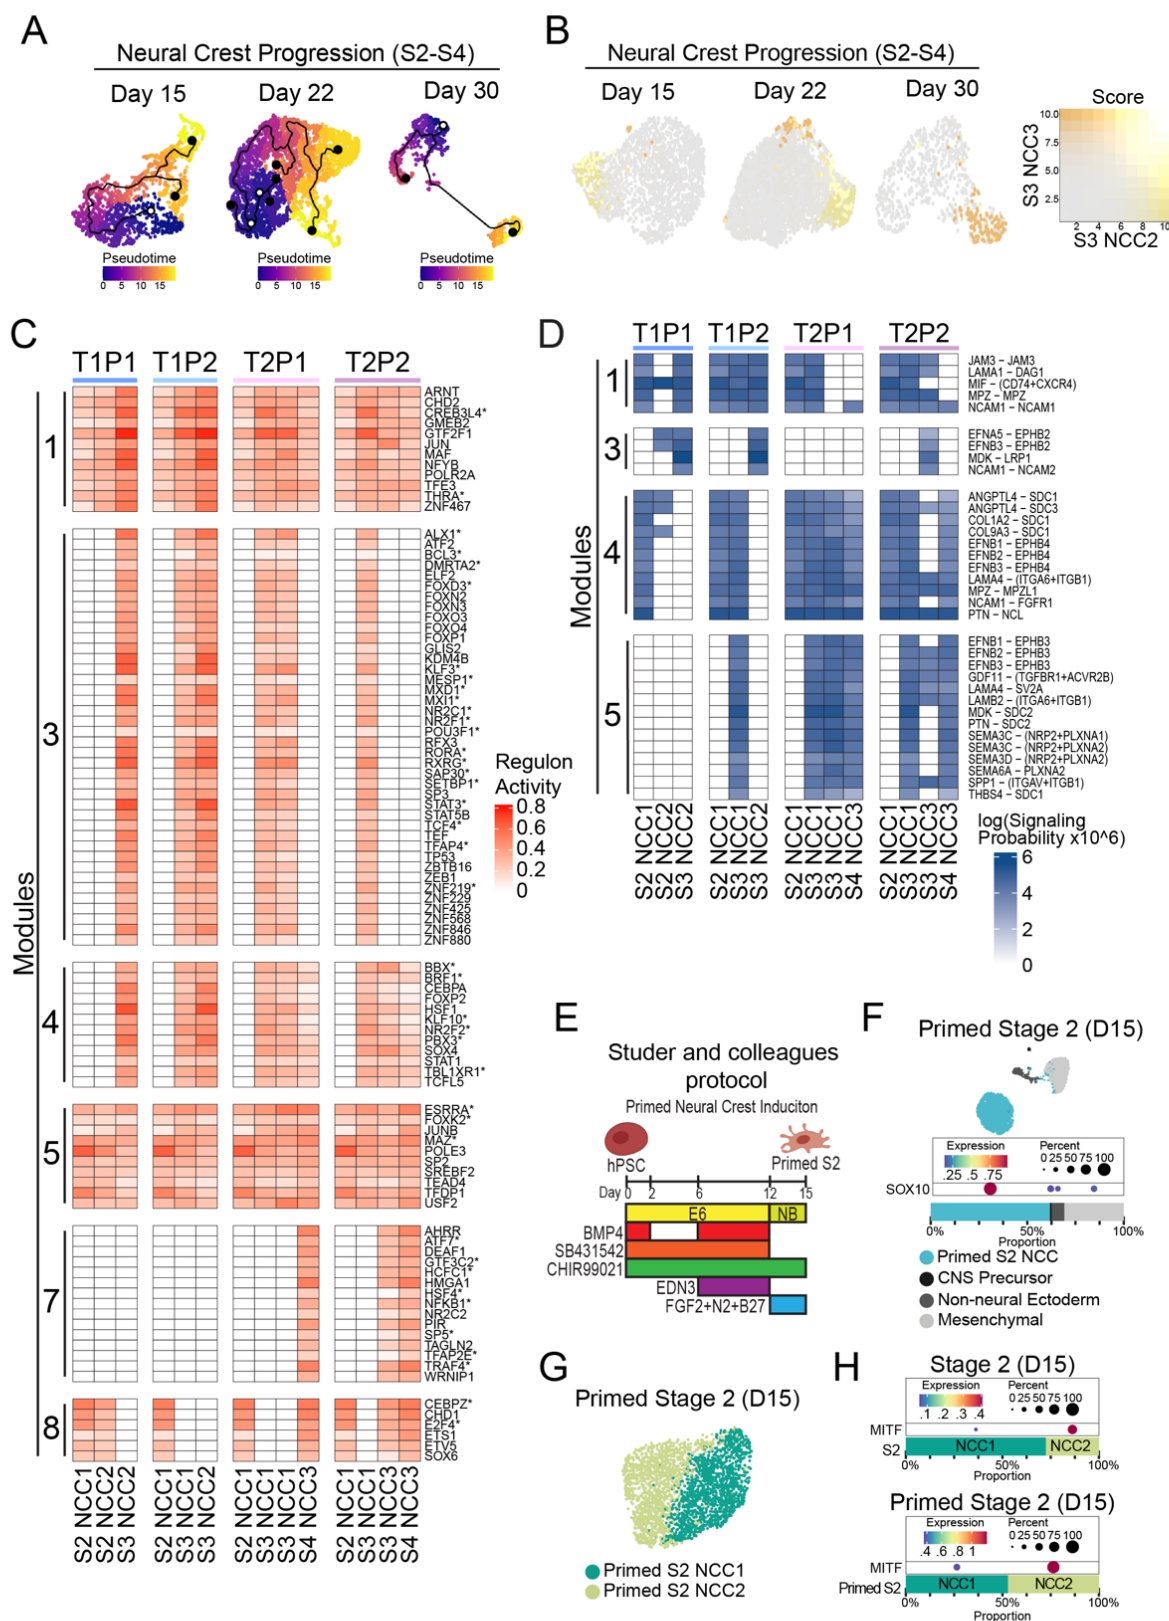 A
Neural Crest Progression (S2-S4)
Day 15
Day 22
Day 30
Pseudotime
0 5 10 15
Pseudotime
0 5 10 15
Pseudotime
0 5 10 15
B
Neural Crest Progression (S2-S4)
Day 15
Day 22
Day 30
Score
S3 NCC3
10.0
7.5
5.0
2.5
2 4 6 8 10
S3 NCC2
C
T1P1
T1P2
T2P1
T2P2
Modules
1
ARNT
CHD2
CREB3L4*
GMEB2
GTF2F1
JUN
MAF
NFYB
POLR2A
TFE3
THRA*
ZNF467
3
ALX1*
ATF2
BCL3*
DMRTA2*
ELF2
FOXD3*
FOXN2
FOXN3
FOXO3
FOXO4
FOXP1
GLIS2
KDM4B
KLF3*
MESP1*
MXD1*
MXI1*
NR2C1*
NR2F1*
POU3F1*
RFX3
RORA*
RXRG*
SAP30*
SETBP1*
SP3
STAT3*
STAT5B
TCF4*
TEF
TFAP4*
TP53
ZBTB16
ZEB1
ZNF219*
ZNF229
ZNF425
ZNF568
ZNF846
ZNF880
4
BBX*
BRF1*
CEBPA
FOXP2
HSF1
KLF10*
NR2F2*
PBX3*
SOX4
STAT1
TBL1XR1*
TCFL5
5
ESRRA*
FOXK2*
JUNB
MAZ*
POLE3
SP2
SREBF2
TEAD4
TFDP1
USF2
7
AHRR
ATF7*
DEAF1
GTF3C2*
HCFC1*
HMGA1
HSF4*
NFKB1*
NR2C2
PIR
SP5*
TAGLN2
TFAP2E*
TRAF4*
WRNIP1
8
CEBPZ*
CHD1
E2F4*
ETS1
ETV5
SOX6
S2 NCC1
S2 NCC2
S3 NCC2
S2 NCC1
S3 NCC1
S3 NCC2
S2 NCC1
S3 NCC1
S3 NCC1
S4 NCC3
S2 NCC1
S3 NCC1
S3 NCC3
S4 NCC3
Regulon
Activity
0.8
0.6
0.4
0.2
0
D
T1P1
T1P2
T2P1
T2P2
Modules
1
JAM3 – JAM3
LAMA1 – DAG1
MIF – (CD74+CXCR4)
MPZ – MPZ
NCAM1 – NCAM1
3
EFNA5 – EPHB2
EFNB3 – EPHB2
MDK – LRP1
NCAM1 – NCAM2
4
ANGPTL4 – SDC1
ANGPTL4 – SDC3
COL1A2 – SDC1
COL9A3 – SDC1
EFNB1 – EPHB4
EFNB2 – EPHB4
EFNB3 – EPHB4
LAMA4 – (ITGA6+ITGB1)
MPZ – MPZL1
NCAM1 – FGFR1
PTN – NCL
5
EFNB1 – EPHB3
EFNB2 – EPHB3
EFNB3 – EPHB3
GDF11 – (TGFBR1+ACVR2B)
LAMA4 – SV2A
LAMB2 – (ITGA6+ITGB1)
MDK – SDC2
PTN – SDC2
SEMA3C – (NRP2+PLXNA1)
SEMA3C – (NRP2+PLXNA2)
SEMA3D – (NRP2+PLXNA2)
SEMA6A – PLXNA2
SPP1 – (ITGAV+ITGB1)
THBS4 – SDC1
S2 NCC1
S2 NCC2
S3 NCC2
S2 NCC1
S3 NCC1
S3 NCC2
S2 NCC1
S3 NCC1
S3 NCC1
S4 NCC3
S2 NCC1
S3 NCC1
S3 NCC3
S4 NCC3
log(Signaling
Probability x10^6)
6
4
2
0
E
Studer and colleagues
protocol
Primed Neural Crest Induciton
hPSC
Primed S2
Day 0 2 6 12 15
E6 NB
BMP4
SB431542
CHIR99021
EDN3
FGF2+N2+B27
F
Primed Stage 2 (D15)
Expression
.25 .5 .75
Percent
0 25 50 75 100
SOX10
0% 50% 100%
Proportion
Primed S2 NCC
CNS Precursor
Non-neural Ectoderm
Mesenchymal
G
Primed Stage 2 (D15)
Primed S2 NCC1
Primed S2 NCC2
H
Stage 2 (D15)
Expression
.1 .2 .3 .4
Percent
0 25 50 75 100
MITF
S2 NCC1 NCC2
0% 50% 100%
Proportion
Primed Stage 2 (D15)
Expression
.4 .6 .8 1
Percent
0 25 50 75 100
MITF
Primed S2 NCC1 NCC2
0% 50% 100%
Proportion